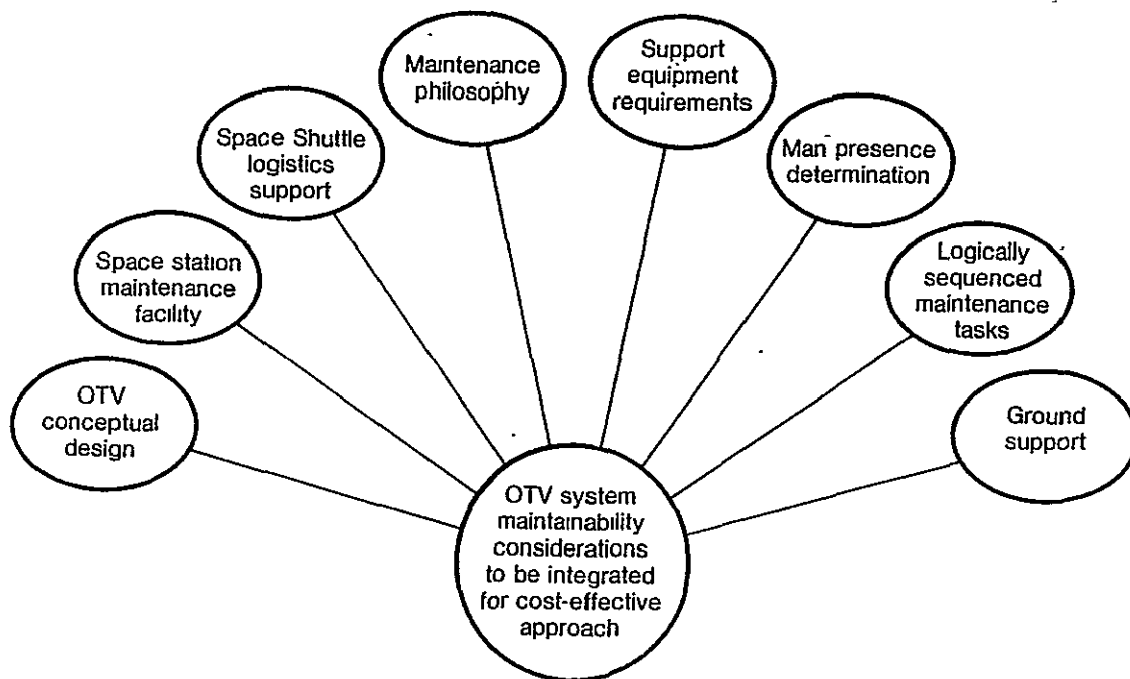 Maintenance
philosophy
Support
equipment
requirements
Space Shuttle
logistics
support
Man presence
determination
Space station
maintenance
facility
Logically
sequenced
maintenance
tasks
OTV
conceptual
design
Ground
support
OTV system
maintainability
considerations
to be integrated
for cost-effective
approach